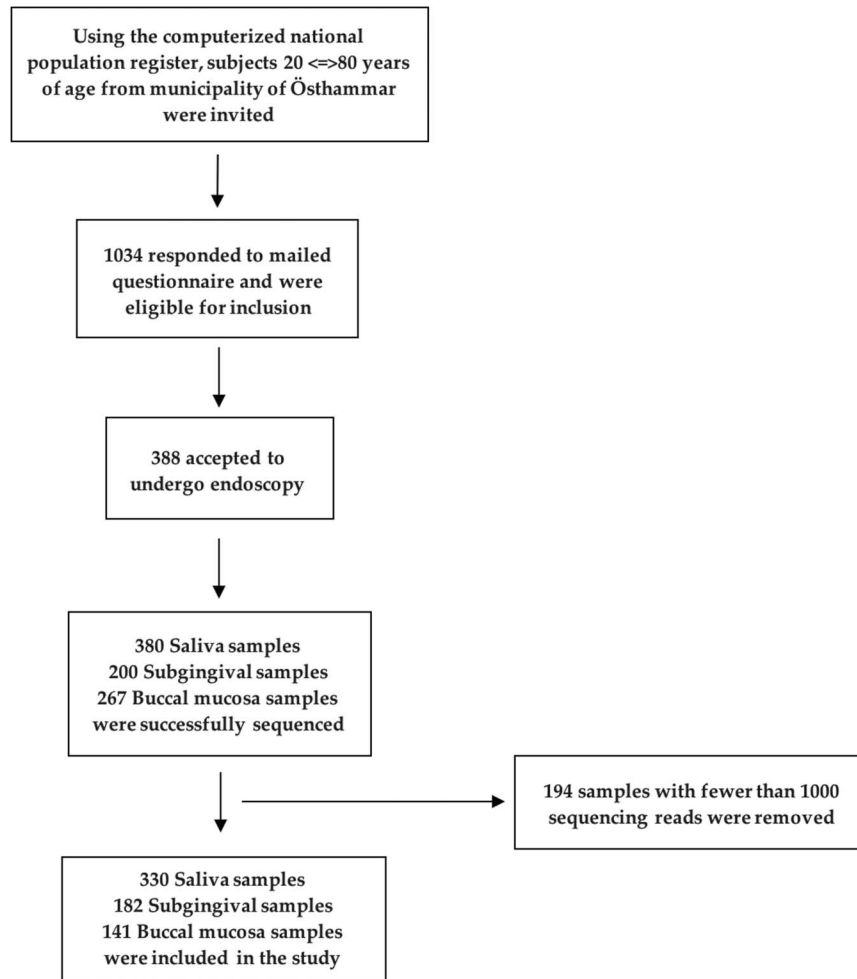 Using the computerized national
population register, subjects 20 <=>80 years
of age from municipality of Östhammar
were invited
1034 responded to mailed
questionnaire and were
eligible for inclusion
388 accepted to
undergo endoscopy
380 Saliva samples
200 Subgingival samples
267 Buccal mucosa samples
were successfully sequenced
194 samples with fewer than 1000
sequencing reads were removed
330 Saliva samples
182 Subgingival samples
141 Buccal mucosa samples
were included in the study